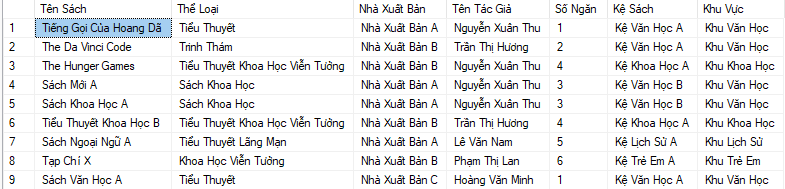 Tên Sách Thể Loại Nhà Xuất Bản Tên Tác Giả Số Ngăn Kệ Sách Khu Vực
1 Tiếng Gọi Của Hoang Dã Tiểu Thuyết Nhà Xuất Bản A Nguyễn Xuân Thu 1 Kệ Văn Học A Khu Văn Học
2 The Da Vinci Code Trinh Thám Nhà Xuất Bản B Trần Thị Hương 2 Kệ Văn Học A Khu Văn Học
3 The Hunger Games Tiểu Thuyết Khoa Học Viễn Tưởng Nhà Xuất Bản B Nguyễn Xuân Thu 4 Kệ Khoa Học A Khu Khoa Học
4 Sách Mới A Sách Khoa Học Nhà Xuất Bản A Nguyễn Xuân Thu 3 Kệ Văn Học B Khu Văn Học
5 Sách Khoa Học A Sách Khoa Học Nhà Xuất Bản A Nguyễn Xuân Thu 3 Kệ Văn Học B Khu Văn Học
6 Tiểu Thuyết Khoa Học B Tiểu Thuyết Khoa Học Viễn Tưởng Nhà Xuất Bản B Trần Thị Hương 4 Kệ Khoa Học A Khu Khoa Học
7 Sách Ngoại Ngữ A Tiểu Thuyết Lãng Mạn Nhà Xuất Bản A Lê Văn Nam 5 Kệ Lịch Sử A Khu Lịch Sử
8 Tạp Chí X Khoa Học Viễn Tưởng Nhà Xuất Bản B Phạm Thị Lan 6 Kệ Trẻ Em A Khu Trẻ Em
9 Sách Văn Học A Tiểu Thuyết Nhà Xuất Bản C Hoàng Văn Minh 1 Kệ Văn Học A Khu Văn Học